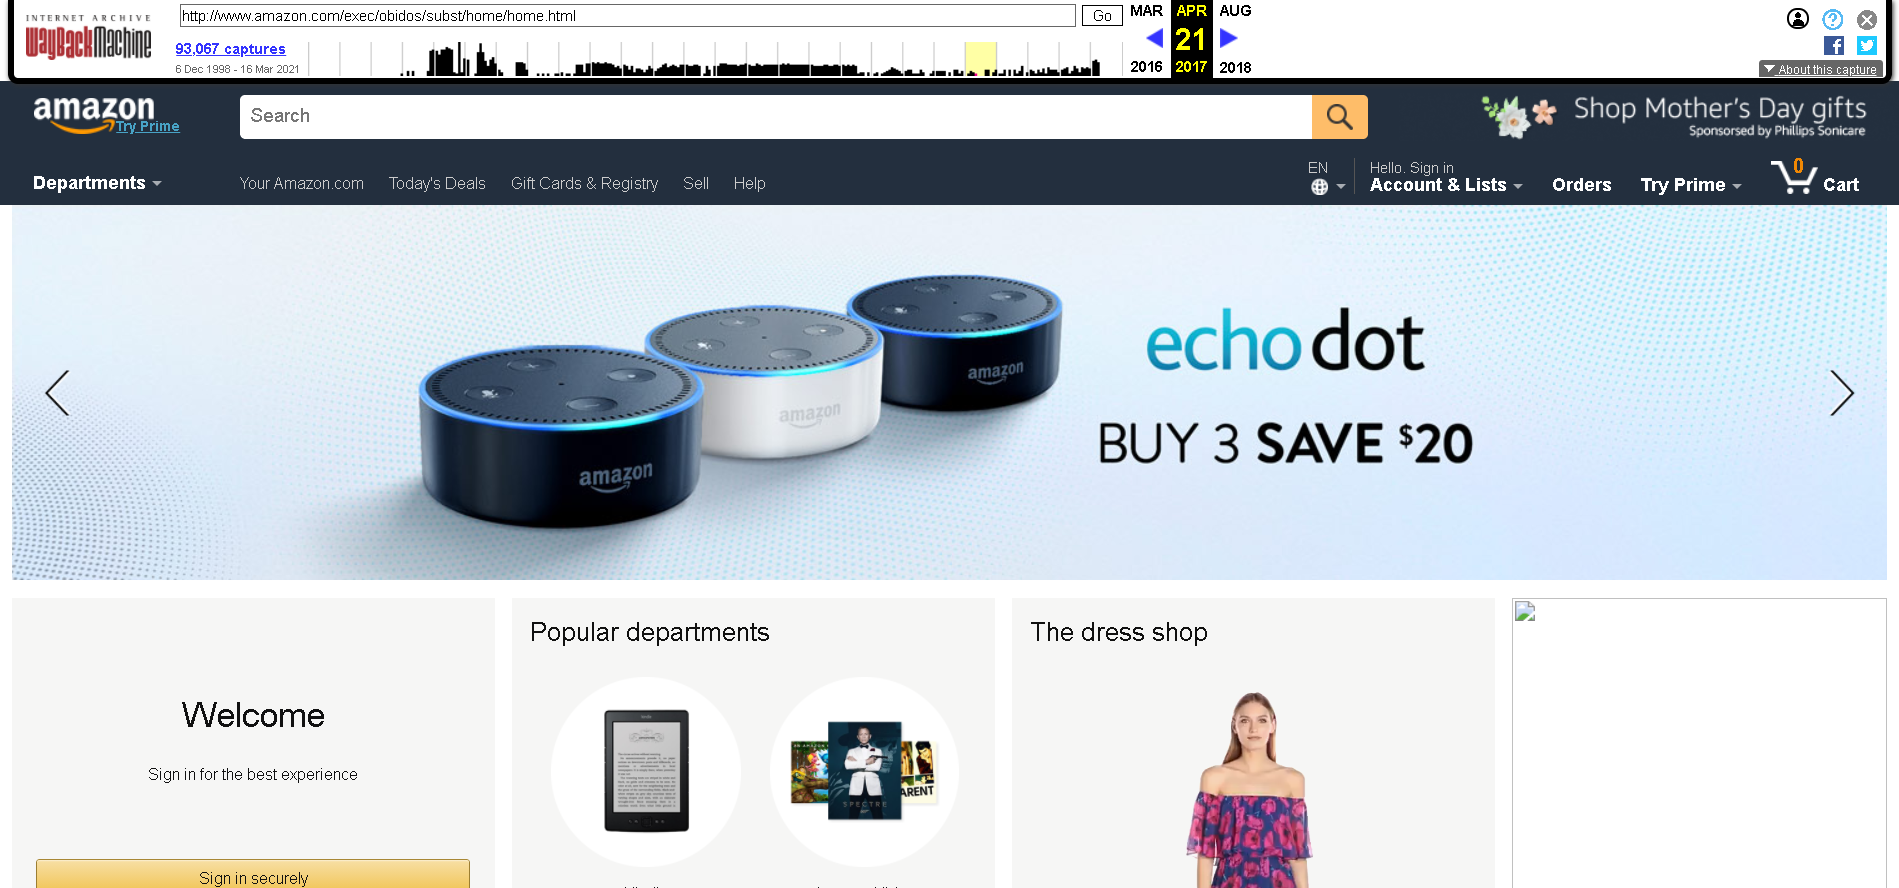 INTERNET ARCHIVE
WayBackMachine
http://www.amazon.com/exec/obidos/subst/home/home.html
Go
93,067 captures
6 Dec 1998 - 16 Mar 2021
MAR APR AUG
21
2016 2017 2018
About this capture
amazon
Try Prime
Search
Shop Mother's Day gifts
Sponsorsed by Phillips Sonicare
Departments
Your Amazon.com
Today's Deals
Gift Cards & Registry
Sell
Help
EN
Hello. Sign in
Account & Lists
Orders
Try Prime
0
Cart
echo dot
BUY 3 SAVE $20
amazon
amazon
amazon
Welcome
Sign in for the best experience
Sign in securely
Popular departments
kindle
SPECTRE
ARENT
The dress shop